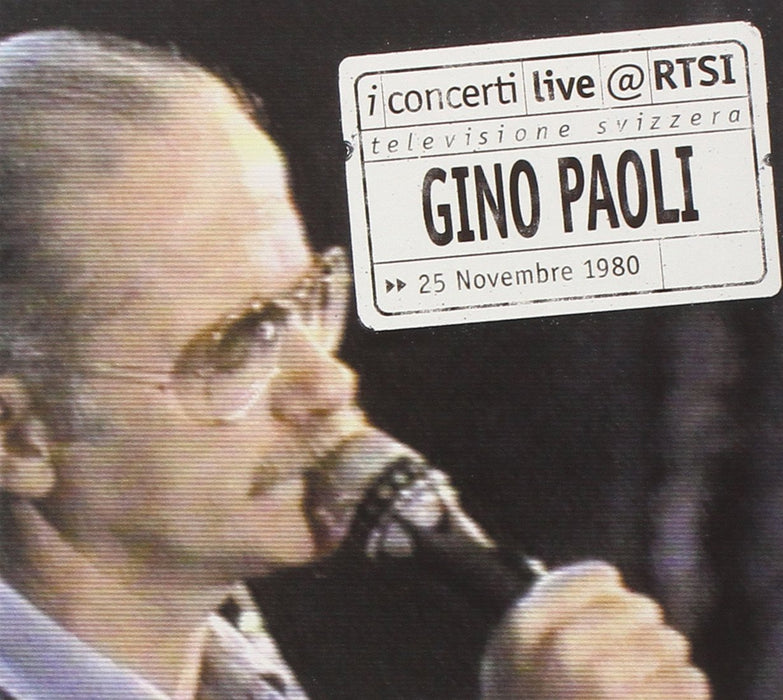 i concerti live @ RTSI
televisione svizzera
GINO PAOLI
25 Novembre 1980